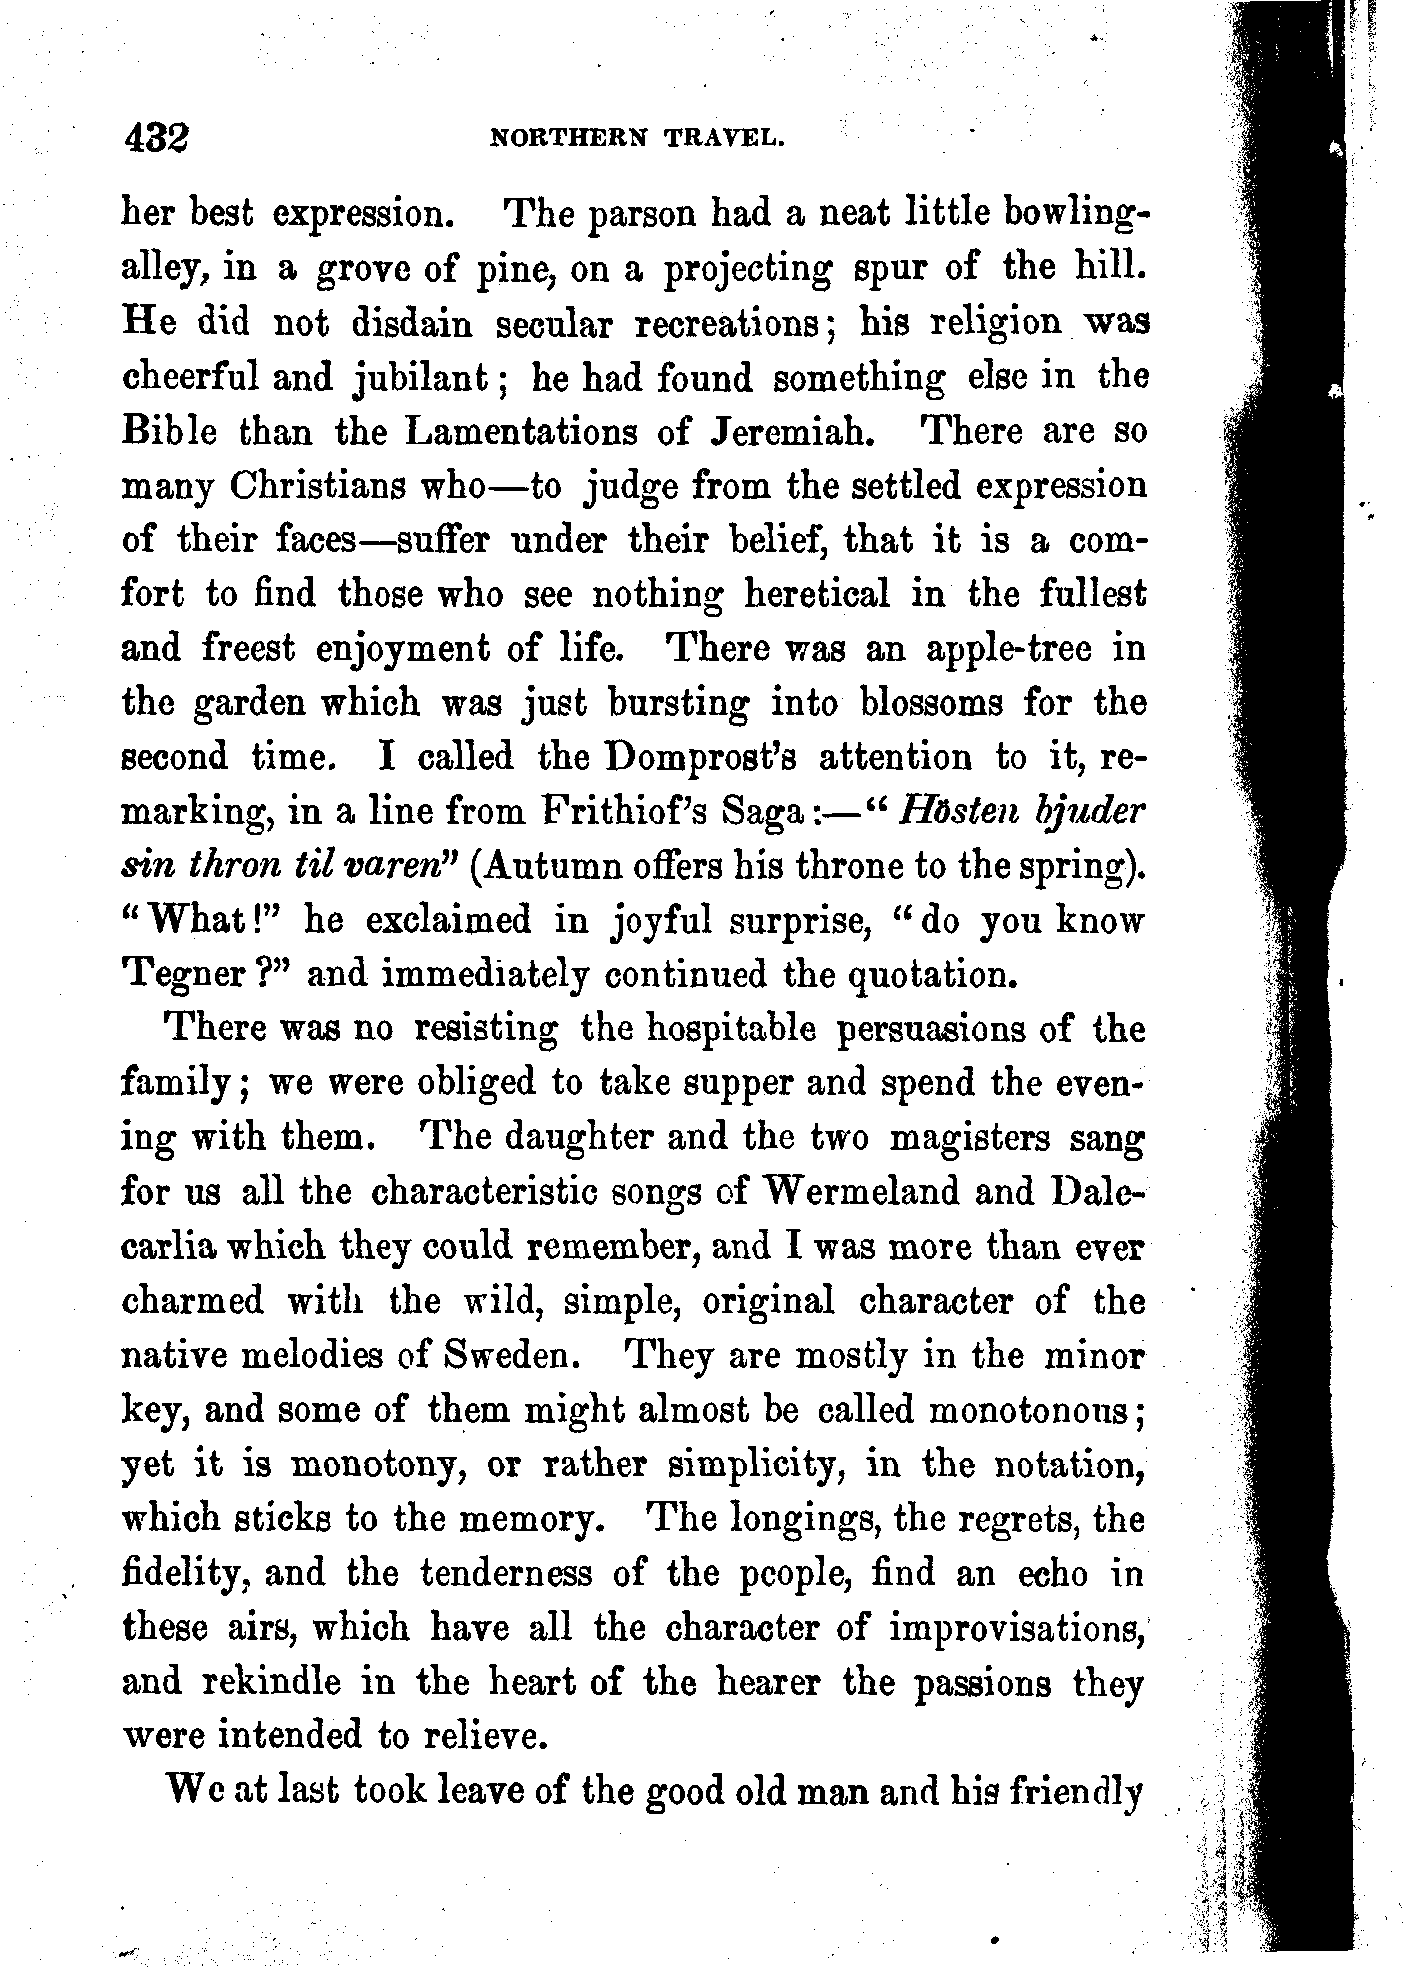 432 NORTHERN TRAVEL.
her best expression. The parson had a neat little bowling-
alley, in a grove of pine, on a projecting spur of the hill.
He did not disdain secular recreations; his religion was
cheerful and jubilant; he had found something else in the
Bible than the Lamentations of Jeremiah. There are so
many Christians who—to judge from the settled expression
of their faces—suffer under their belief, that it is a com-
fort to find those who see nothing heretical in the fullest
and freest enjoyment of life. There was an apple-tree in
the garden which was just bursting into blossoms for the
second time. I called the Domprost's attention to it, re-
marking, in a line from Frithiof's Saga:—"Hösten bjuder
sin thron til varen" (Autumn offers his throne to the spring).
"What!" he exclaimed in joyful surprise, "do you know
Tegner?" and immediately continued the quotation.
There was no resisting the hospitable persuasions of the
family; we were obliged to take supper and spend the even-
ing with them. The daughter and the two magisters sang
for us all the characteristic songs of Wermeland and Dale-
carlia which they could remember, and I was more than ever
charmed with the wild, simple, original character of the
native melodies of Sweden. They are mostly in the minor
key, and some of them might almost be called monotonous;
yet it is monotony, or rather simplicity, in the notation,
which sticks to the memory. The longings, the regrets, the
fidelity, and the tenderness of the people, find an echo in
these airs, which have all the character of improvisations,
and rekindle in the heart of the hearer the passions they
were intended to relieve.
We at last took leave of the good old man and his friendly